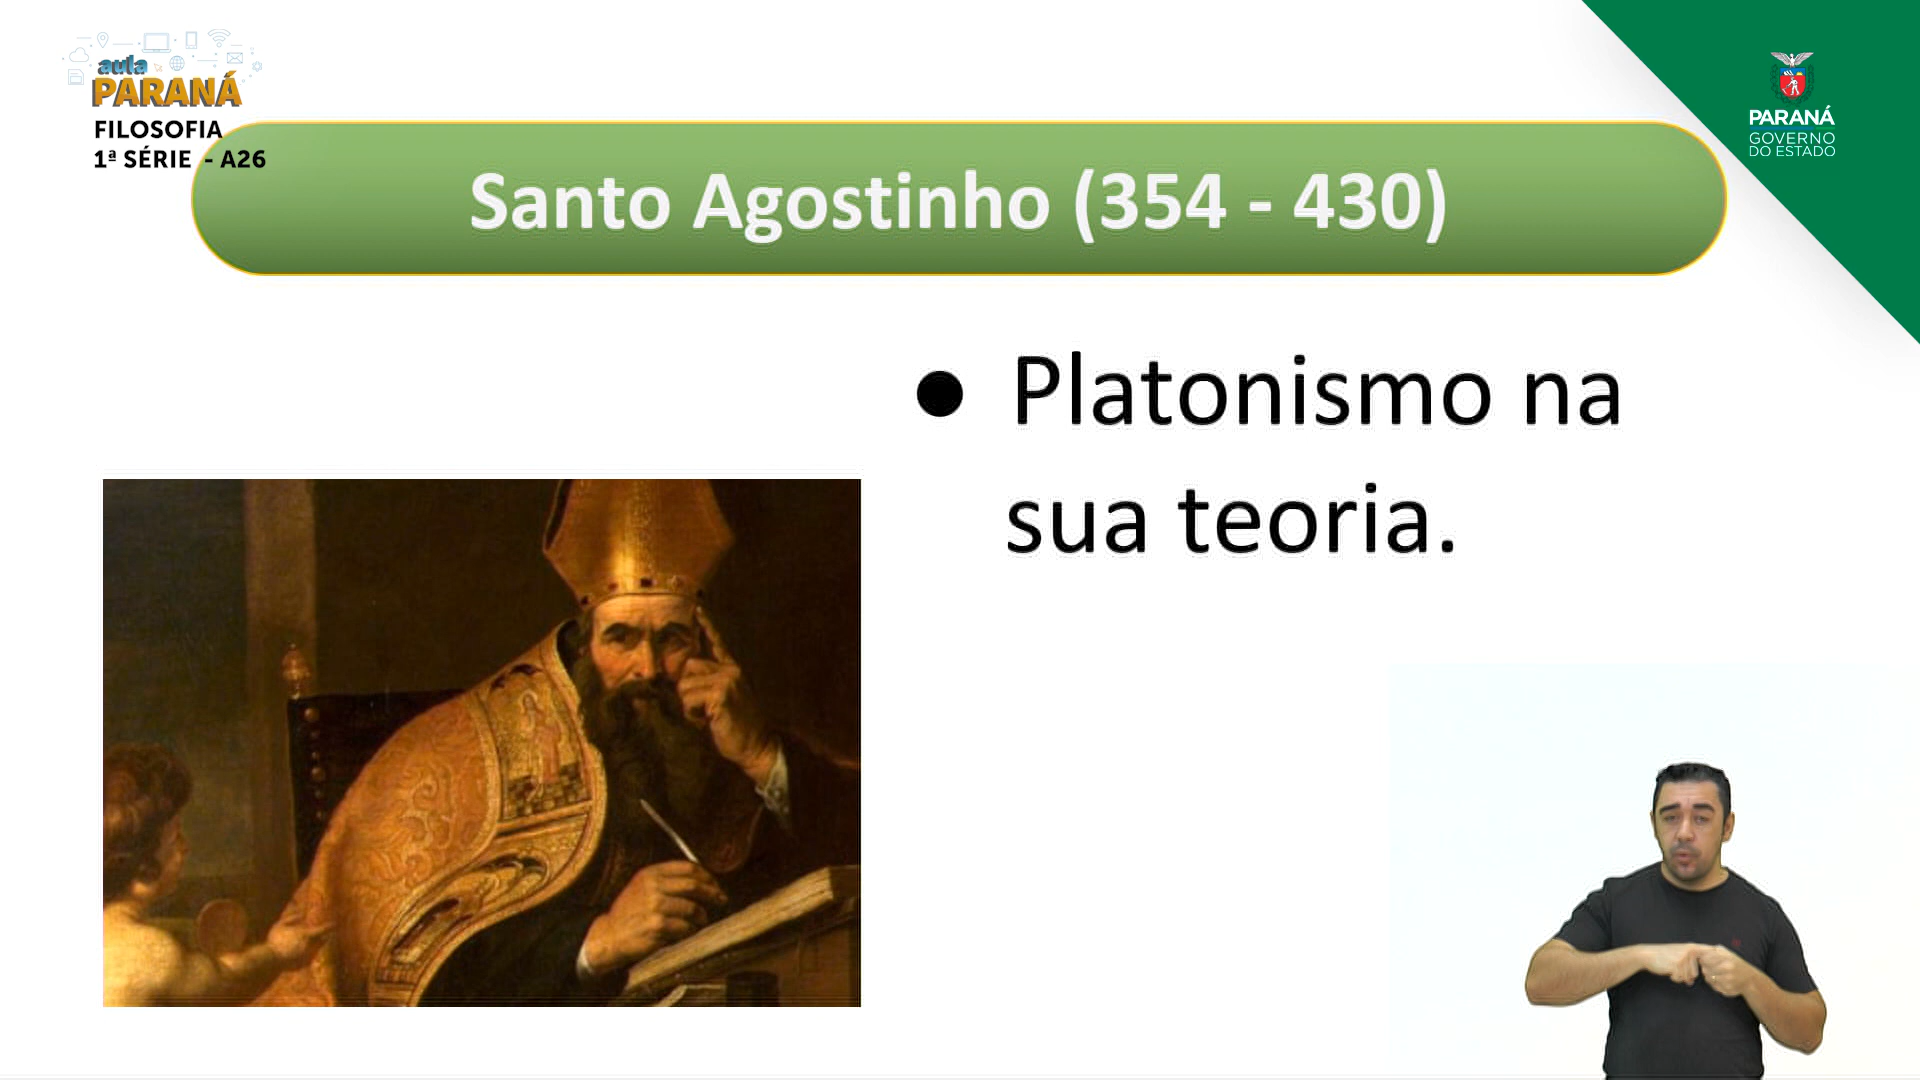 aula
PARANÁ
FILOSOFIA
1ª SÉRIE - A26
PARANÁ
GOVERNO
DO ESTADO
Santo Agostinho (354 - 430)
● Platonismo na
sua teoria.